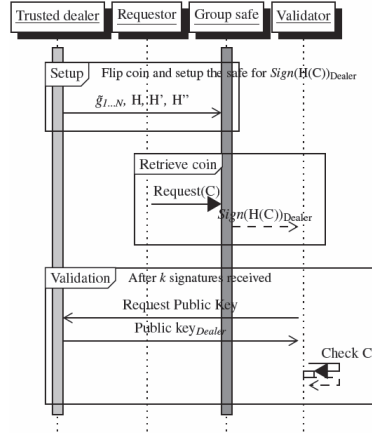 Trusted dealer
Requestor
Group safe
Validator
Setup
Flip coin and setup the safe for Sign(H(C))Dealer
g̃1...N, H, H', H"
Retrieve coin
Request(C)
Sign(H(C))Dealer
Validation
After k signatures received
Request Public Key
Public keyDealer
Check C